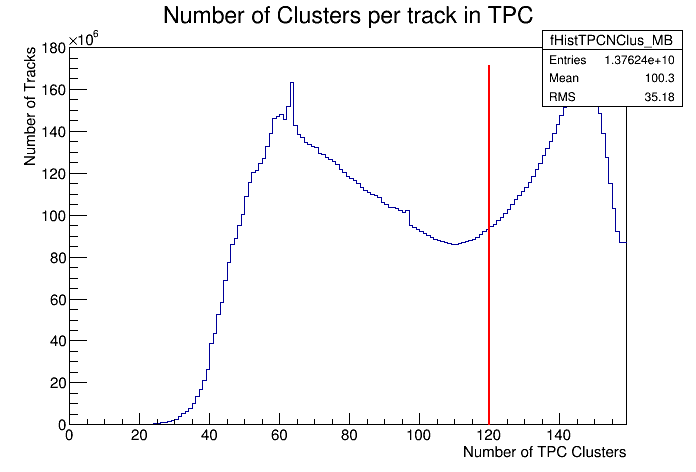 Number of Clusters per track in TPC
×10^6
Number of Tracks
fHistTPCNClus_MB
Entries 1.37624e+10
Mean 100.3
RMS 35.18
180
160
140
120
100
80
60
40
20
0
0 20 40 60 80 100 120 140
Number of TPC Clusters